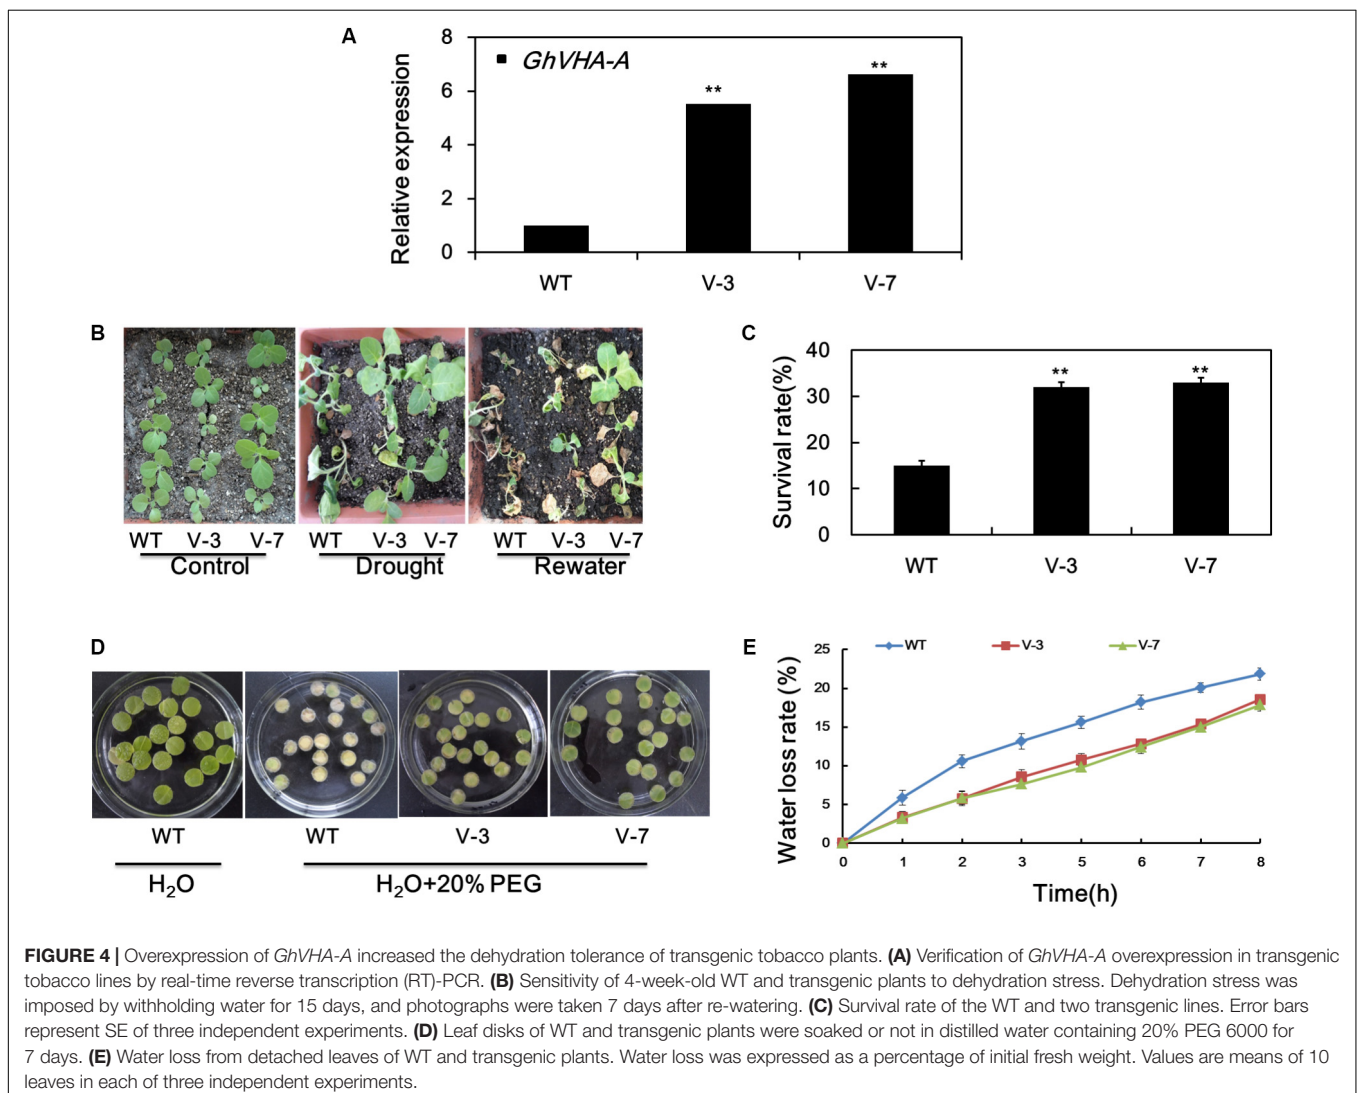 A
8
6
4
2
0
Relative expression
GhVHA-A
**
**
WT V-3 V-7
B
WT V-3 V-7
Control
WT V-3 V-7
Drought
WT V-3 V-7
Rewater
C
40
30
20
10
0
Survival rate(%)
**
**
WT V-3 V-7
D
WT WT V-3 V-7
H₂O
H₂O+20% PEG
E
WT V-3 V-7
25
20
15
10
5
0
Water loss rate (%)
0 1 2 3 5 6 7 8
Time(h)
FIGURE 4 | Overexpression of GhVHA-A increased the dehydration tolerance of transgenic tobacco plants. (A) Verification of GhVHA-A overexpression in transgenic
tobacco lines by real-time reverse transcription (RT)-PCR. (B) Sensitivity of 4-week-old WT and transgenic plants to dehydration stress. Dehydration stress was
imposed by withholding water for 15 days, and photographs were taken 7 days after re-watering. (C) Survival rate of the WT and two transgenic lines. Error bars
represent SE of three independent experiments. (D) Leaf disks of WT and transgenic plants were soaked or not in distilled water containing 20% PEG 6000 for
7 days. (E) Water loss from detached leaves of WT and transgenic plants. Water loss was expressed as a percentage of initial fresh weight. Values are means of 10
leaves in each of three independent experiments.